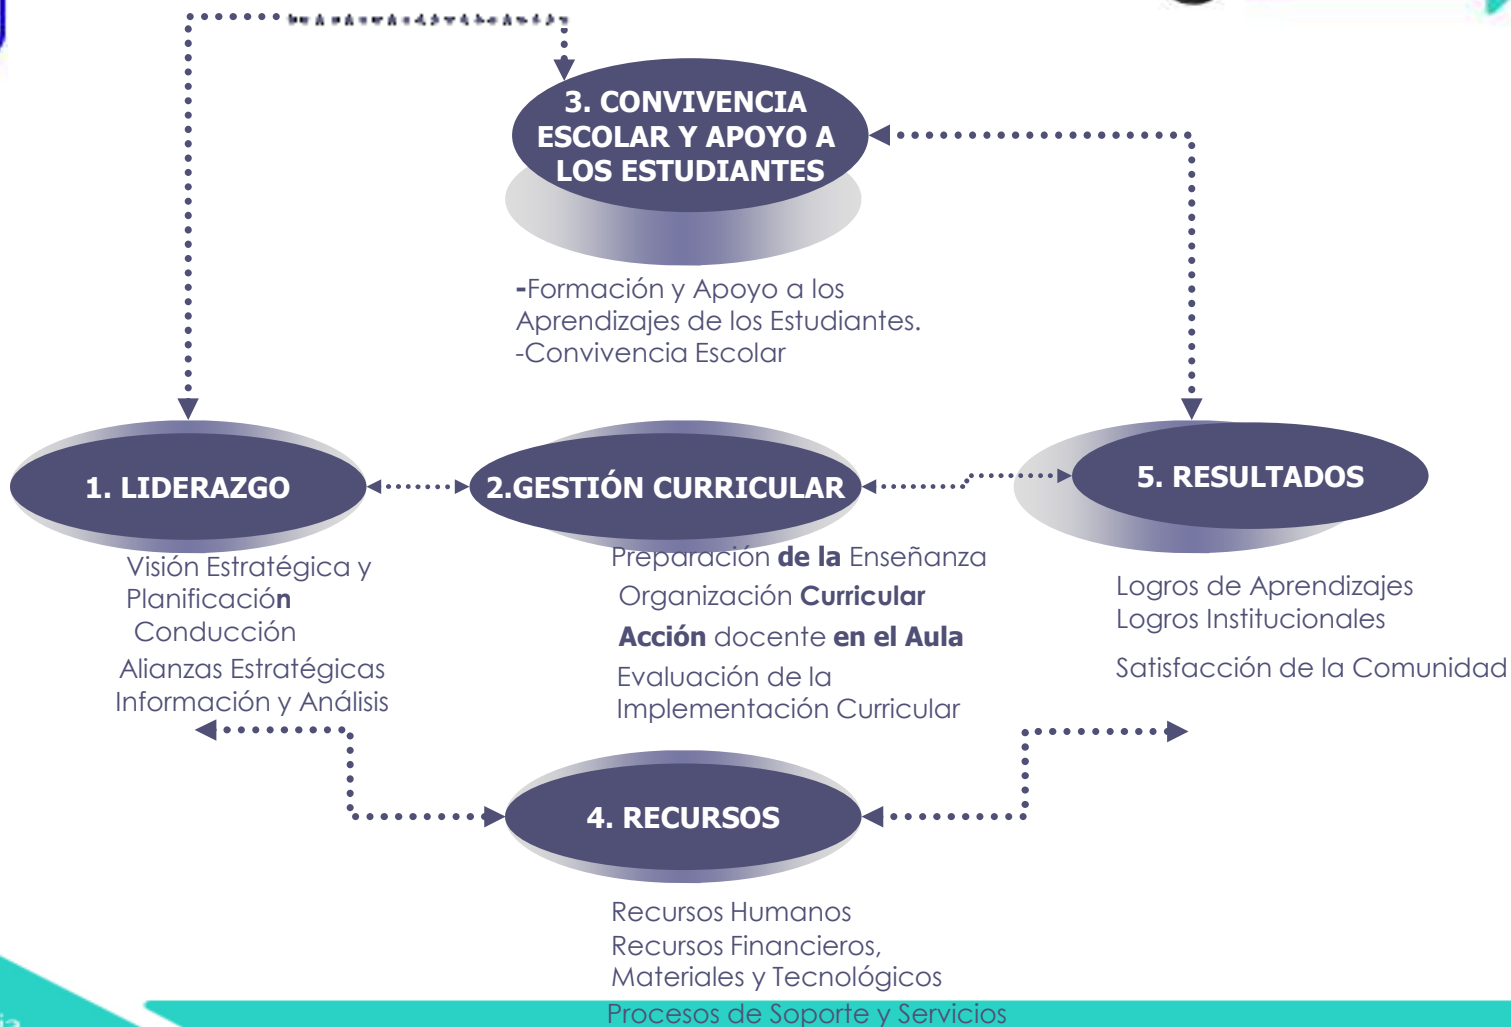 3. CONVIVENCIA
ESCOLAR Y APOYO A
LOS ESTUDIANTES
-Formación y Apoyo a los
Aprendizajes de los Estudiantes.
-Convivencia Escolar
1. LIDERAZGO
Visión Estratégica y
Planificación
Conducción
Alianzas Estratégicas
Información y Análisis
2.GESTIÓN CURRICULAR
Preparación de la Enseñanza
Organización Curricular
Acción docente en el Aula
Evaluación de la
Implementación Curricular
5. RESULTADOS
Logros de Aprendizajes
Logros Institucionales
Satisfacción de la Comunidad
4. RECURSOS
Recursos Humanos
Recursos Financieros,
Materiales y Tecnológicos
Procesos de Soporte y Servicios